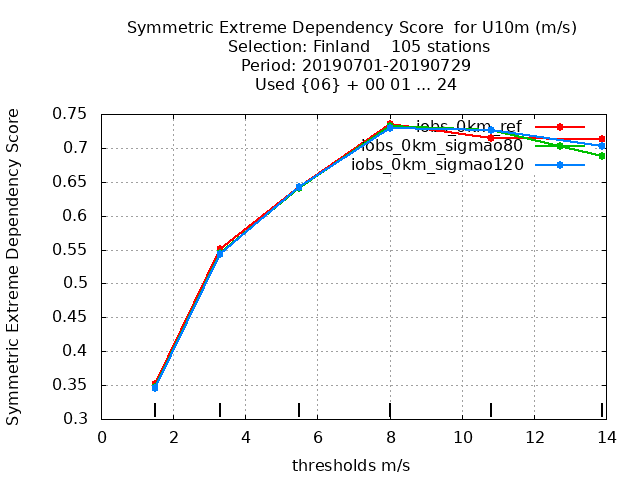 Symmetric Extreme Dependency Score  for U10m (m/s)
Selection: Finland    105 stations
Period: 20190701-20190729
Used {06} + 00 01 ... 24
Symmetric Extreme Dependency Score
0.75
0.7
0.65
0.6
0.55
0.5
0.45
0.4
0.35
0.3
iobs_0km_ref
iobs_0km_sigmao80
iobs_0km_sigmao120
0 2 4 6 8 10 12 14
thresholds m/s